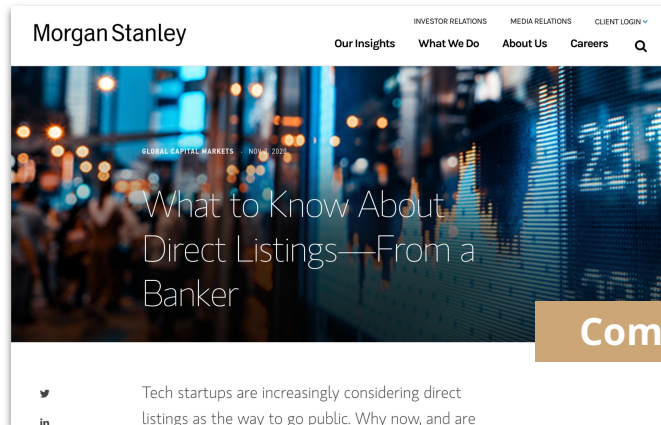 Morgan Stanley
INVESTOR RELATIONS MEDIA RELATIONS CLIENT LOGIN
Our Insights What We Do About Us Careers
GLOBAL CAPITAL MARKETS
What to Know About
Direct Listings—From a
Banker
Com
Tech startups are increasingly considering direct
listings as the way to go public. Why now, and are
in